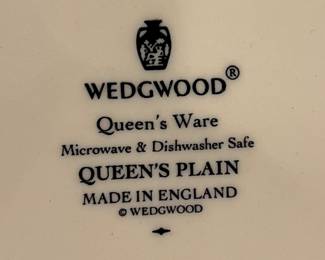 WEDGWOOD®
Queen's Ware
Microwave & Dishwasher Safe
QUEEN'S PLAIN
MADE IN ENGLAND
© WEDGWOOD